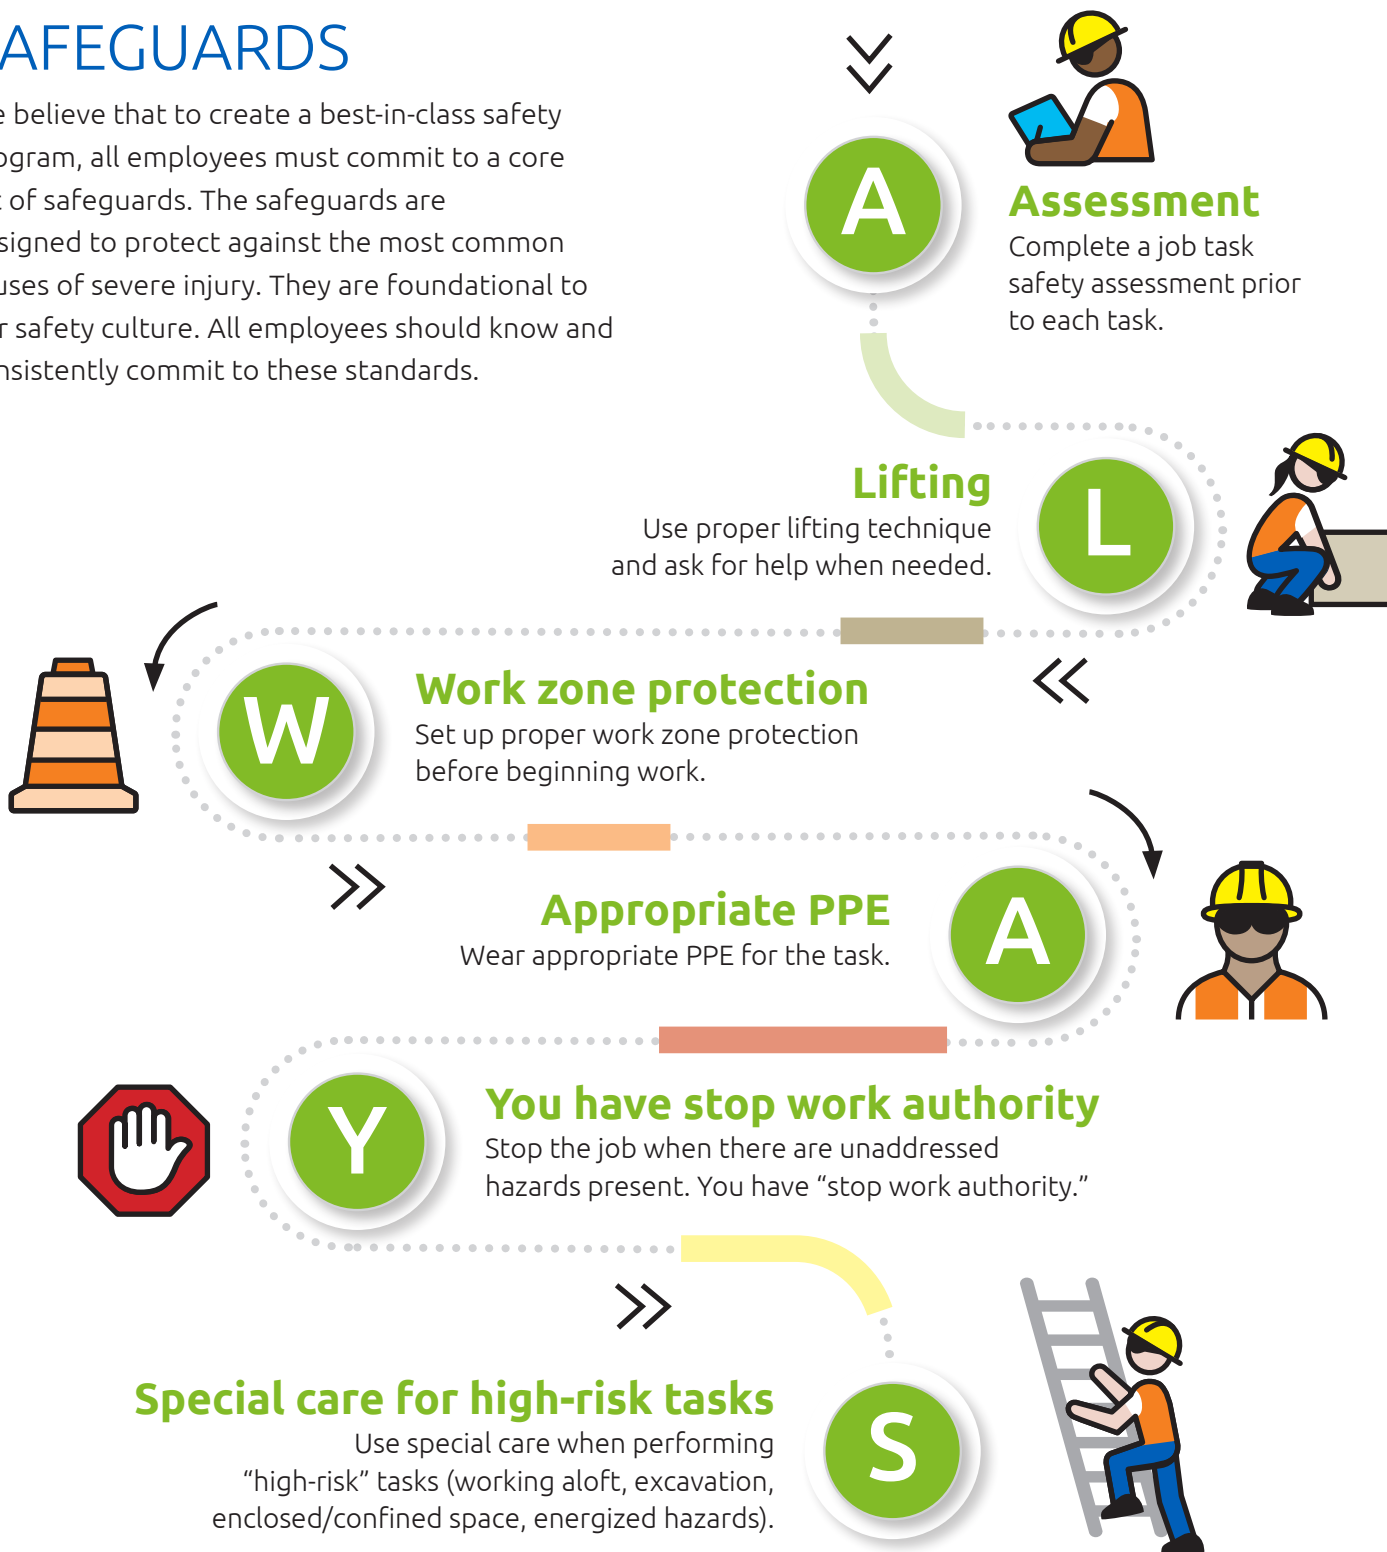 AFEGUARDS
e believe that to create a best-in-class safety
ogram, all employees must commit to a core
t of safeguards. The safeguards are
signed to protect against the most common
uses of severe injury. They are foundational to
r safety culture. All employees should know and
nsistently commit to these standards.
A
Assessment
Complete a job task
safety assessment prior
to each task.
L
Lifting
Use proper lifting technique
and ask for help when needed.
W
Work zone protection
Set up proper work zone protection
before beginning work.
A
Appropriate PPE
Wear appropriate PPE for the task.
Y
You have stop work authority
Stop the job when there are unaddressed
hazards present. You have “stop work authority.”
S
Special care for high-risk tasks
Use special care when performing
“high-risk” tasks (working aloft, excavation,
enclosed/confined space, energized hazards).